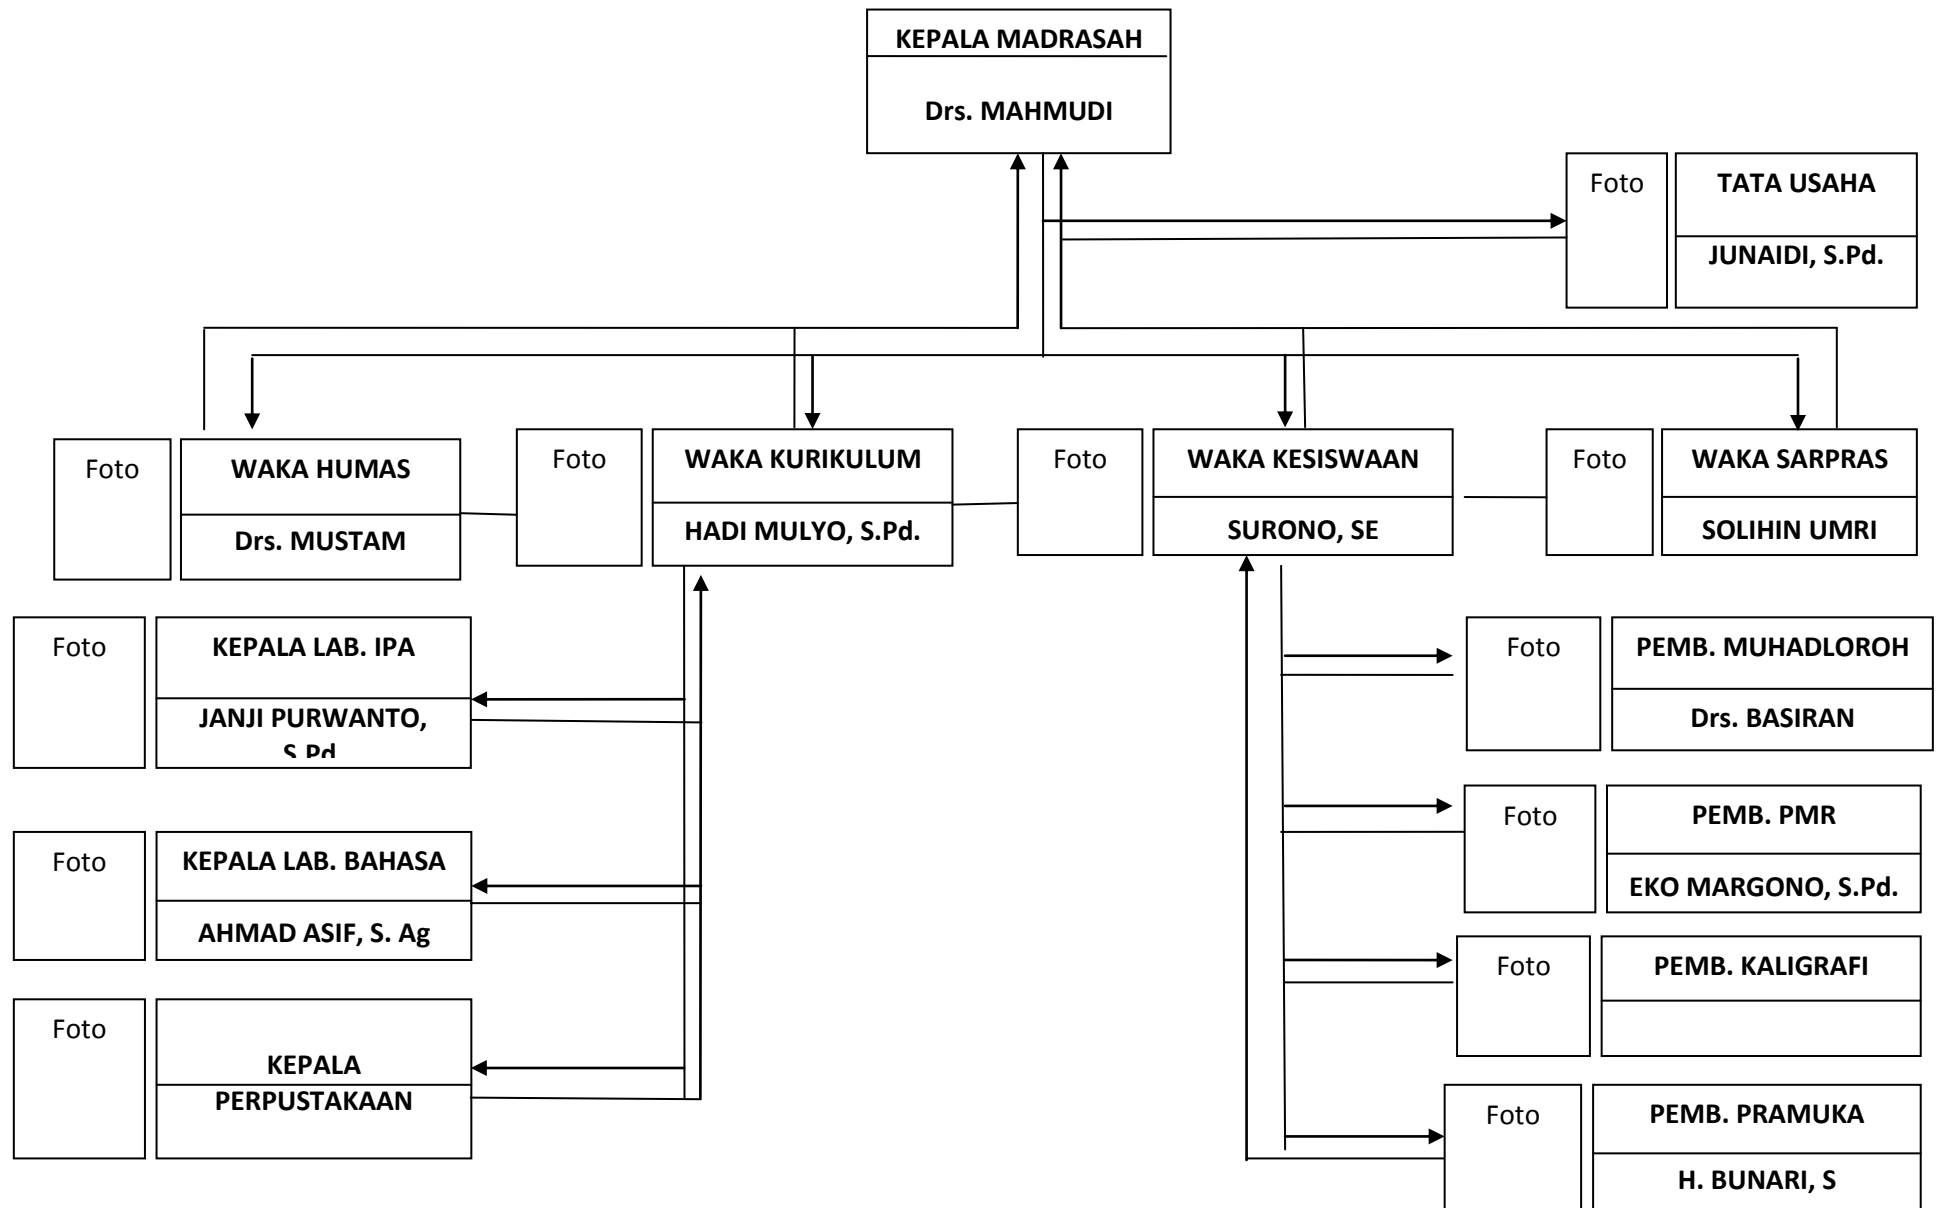 KEPALA MADRASAH
Drs. MAHMUDI
Foto
TATA USAHA
JUNAIDI, S.Pd.
Foto
WAKA HUMAS
Drs. MUSTAM
Foto
WAKA KURIKULUM
HADI MULYO, S.Pd.
Foto
WAKA KESISWAAN
SURONO, SE
Foto
WAKA SARPRAS
SOLIHIN UMRI
Foto
KEPALA LAB. IPA
JANJI PURWANTO,
S.Pd
Foto
KEPALA LAB. BAHASA
AHMAD ASIF, S. Ag
Foto
KEPALA
PERPUSTAKAAN
Foto
PEMB. MUHADLOROH
Drs. BASIRAN
Foto
PEMB. PMR
EKO MARGONO, S.Pd.
Foto
PEMB. KALIGRAFI
Foto
PEMB. PRAMUKA
H. BUNARI, S